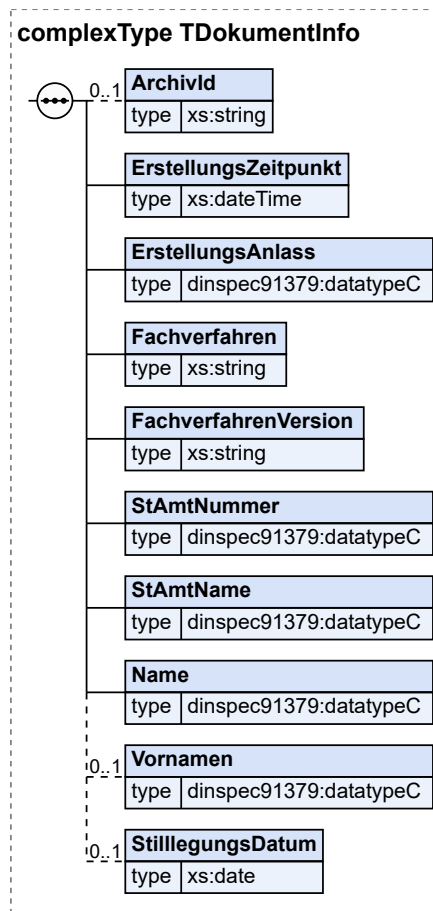 complexType TDokumentInfo
0..1
ArchivId
type xs:string
ErstellungsZeitpunkt
type xs:dateTime
ErstellungsAnlass
type dinspec91379:datatypeC
Fachverfahren
type xs:string
FachverfahrenVersion
type xs:string
StAmtNummer
type dinspec91379:datatypeC
StAmtName
type dinspec91379:datatypeC
Name
type dinspec91379:datatypeC
0..1
Vornamen
type dinspec91379:datatypeC
0..1
StilllegungsDatum
type xs:date